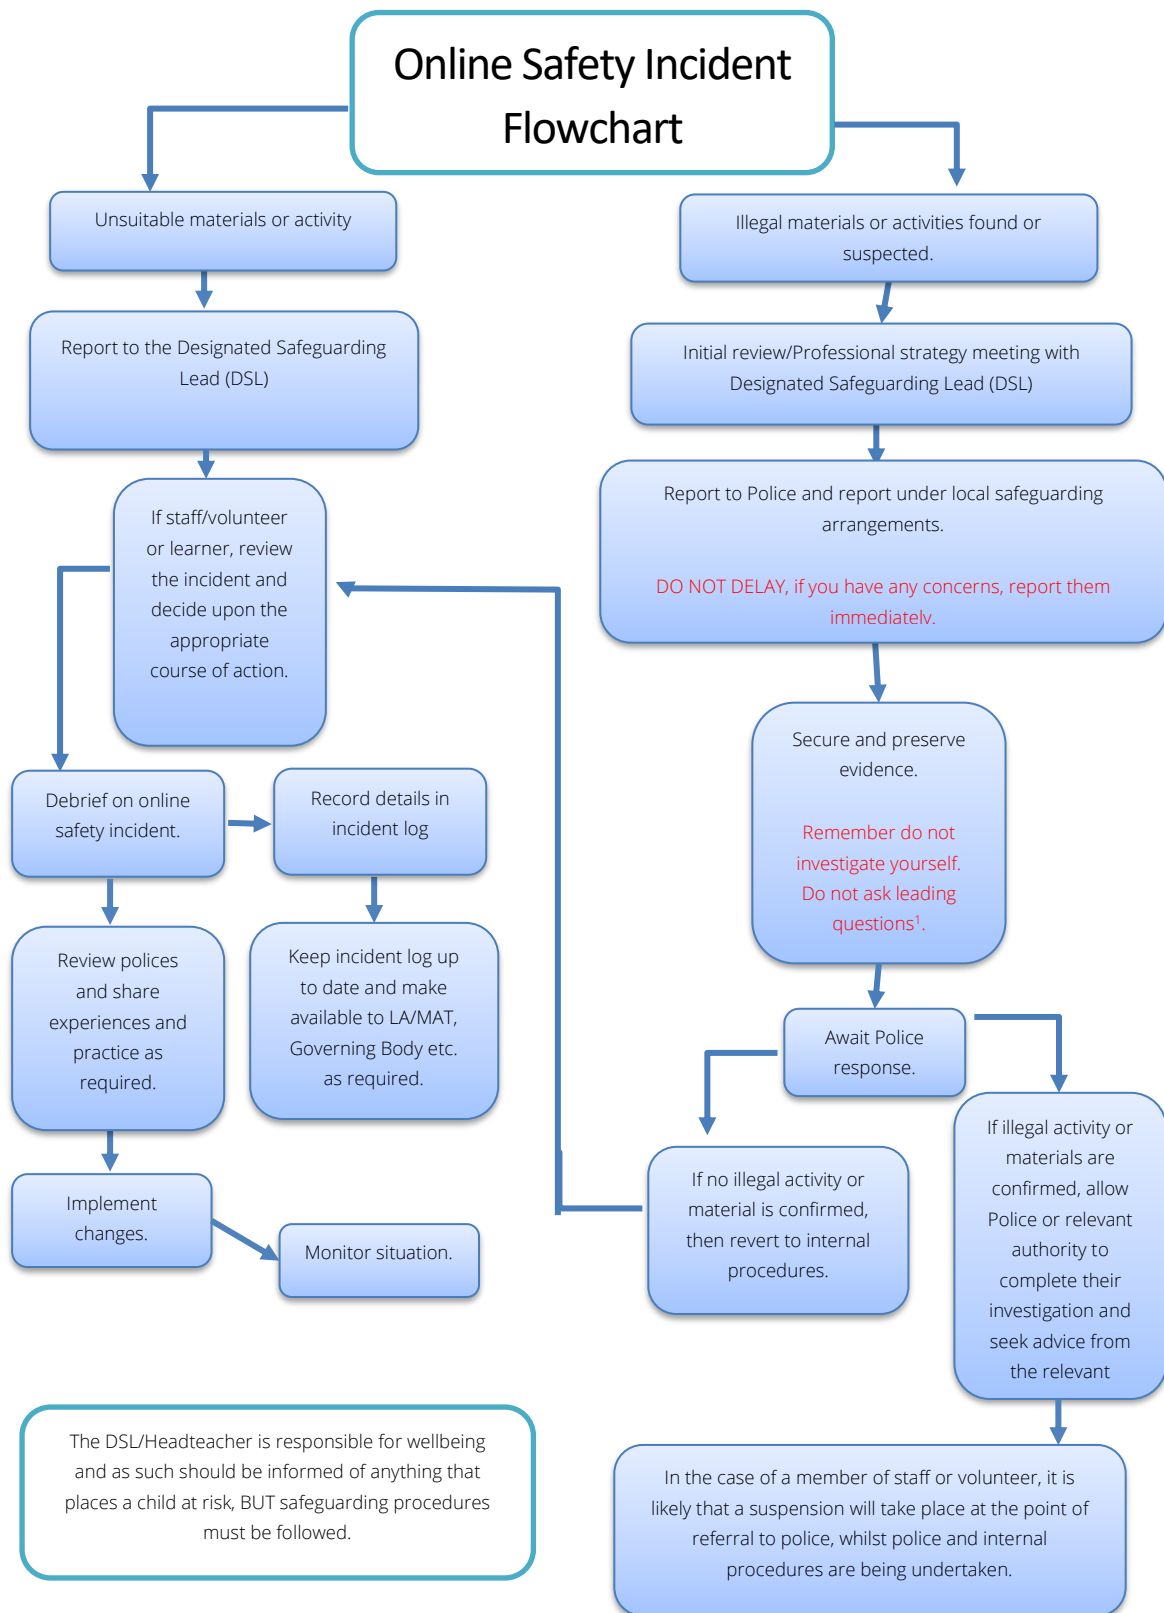 Online Safety Incident
Flowchart
Unsuitable materials or activity
Report to the Designated Safeguarding
Lead (DSL)
If staff/volunteer
or learner, review
the incident and
decide upon the
appropriate
course of action.
Debrief on online
safety incident.
Record details in
incident log
Review polices
and share
experiences and
practice as
required.
Keep incident log up
to date and make
available to LA/MAT,
Governing Body etc.
as required.
Implement
changes.
Monitor situation.
Illegal materials or activities found or
suspected.
Initial review/Professional strategy meeting with
Designated Safeguarding Lead (DSL)
Report to Police and report under local safeguarding
arrangements.
DO NOT DELAY, if you have any concerns, report them
immediately.
Secure and preserve
evidence.
Remember do not
investigate yourself.
Do not ask leading
questions¹.
Await Police
response.
If no illegal activity or
material is confirmed,
then revert to internal
procedures.
If illegal activity or
materials are
confirmed, allow
Police or relevant
authority to
complete their
investigation and
seek advice from
the relevant
In the case of a member of staff or volunteer, it is
likely that a suspension will take place at the point of
referral to police, whilst police and internal
procedures are being undertaken.
The DSL/Headteacher is responsible for wellbeing
and as such should be informed of anything that
places a child at risk, BUT safeguarding procedures
must be followed.